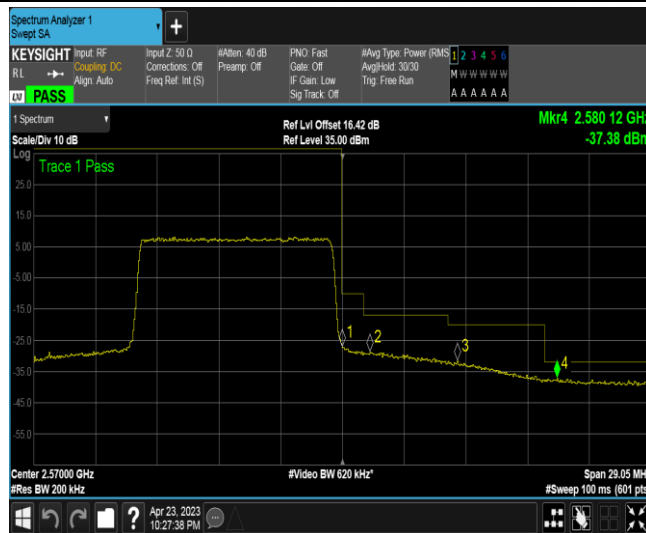 Spectrum Analyzer 1
Swept SA
KEYSIGHT
RL
PASS
Input: RF
Coupling: DC
Align: Auto
Input Z: 50 Ω
Corrections: Off
Freq Ref: Int (S)
#Atten: 40 dB
Preamp: Off
PNO: Fast
Gate: Off
IF Gain: Low
Sig Track: Off
#Avg Type: Power (RMS
Avg|Hold: 30/30
Trig: Free Run
1 2 3 4 5 6
M W W W W W
A A A A A A
1 Spectrum
Scale/Div 10 dB
Log
Ref Lvl Offset 16.42 dB
Ref Level 35.00 dBm
Mkr4 2.580 12 GHz
-37.38 dBm
Trace 1 Pass
25.0
15.0
5.00
-5.00
-15.0
-25.0
-35.0
-45.0
-55.0
1
2
3
4
Center 2.57000 GHz
#Res BW 200 kHz
#Video BW 620 kHz*
Span 29.05 MH
#Sweep 100 ms (601 pts
?
Apr 23, 2023
10:27:38 PM